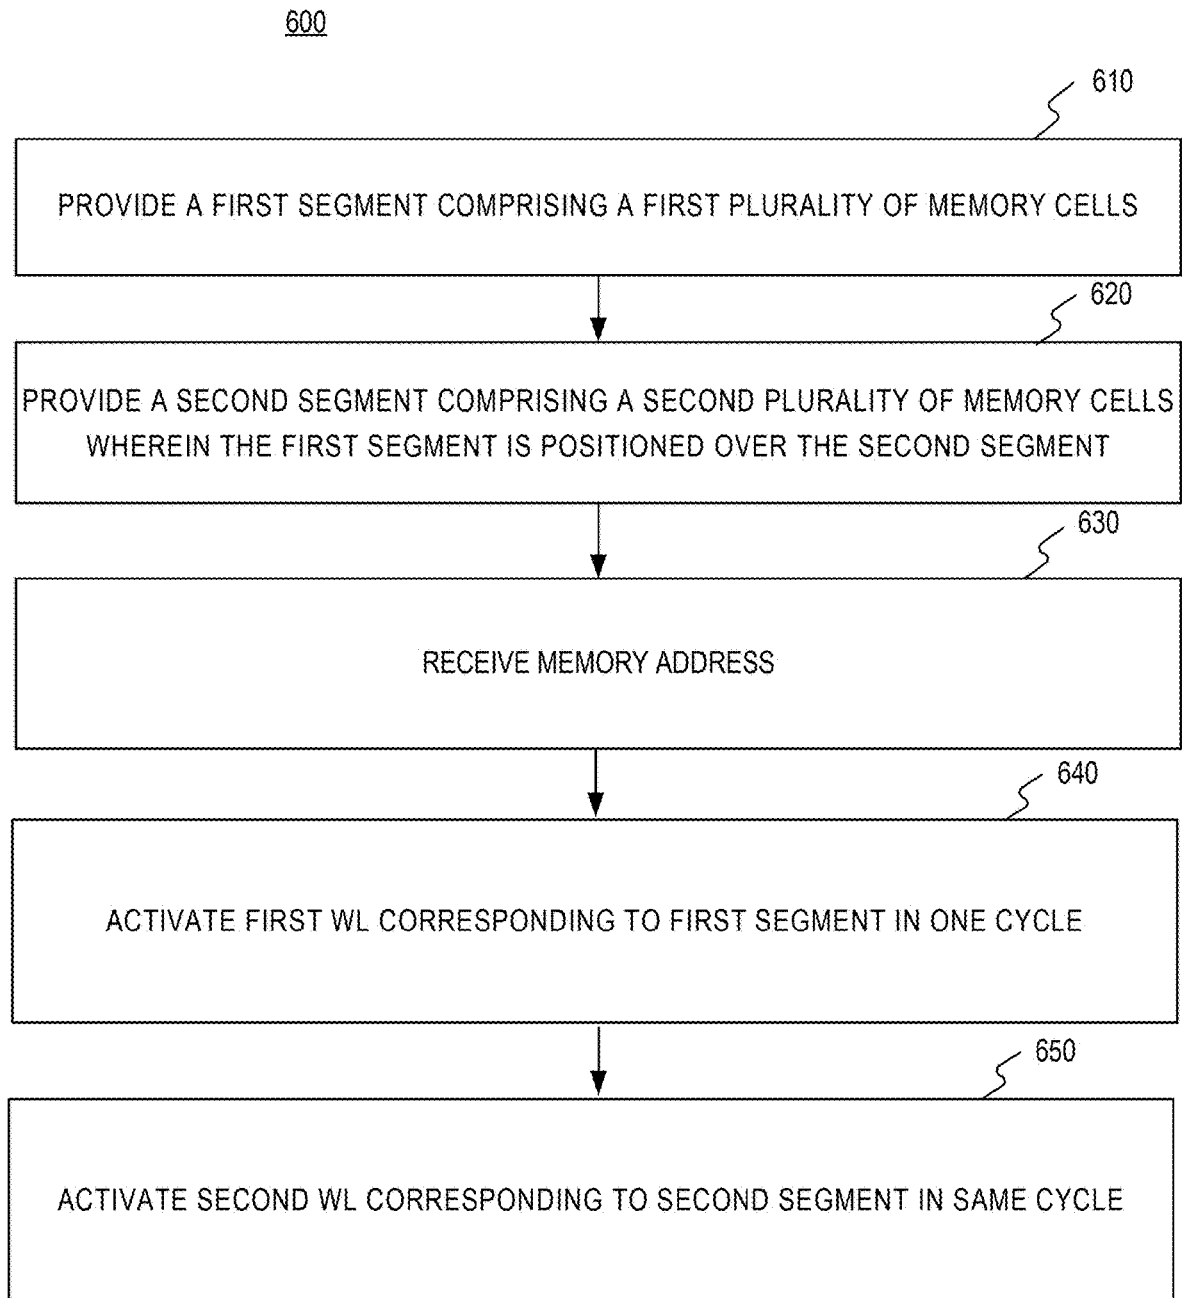 600
610
PROVIDE A FIRST SEGMENT COMPRISING A FIRST PLURALITY OF MEMORY CELLS
620
PROVIDE A SECOND SEGMENT COMPRISING A SECOND PLURALITY OF MEMORY CELLS
WHEREIN THE FIRST SEGMENT IS POSITIONED OVER THE SECOND SEGMENT.
630
RECEIVE MEMORY ADDRESS
640
ACTIVATE FIRST WL CORRESPONDING TO FIRST SEGMENT IN ONE CYCLE
650
ACTIVATE SECOND WL CORRESPONDING TO SECOND SEGMENT IN SAME CYCLE